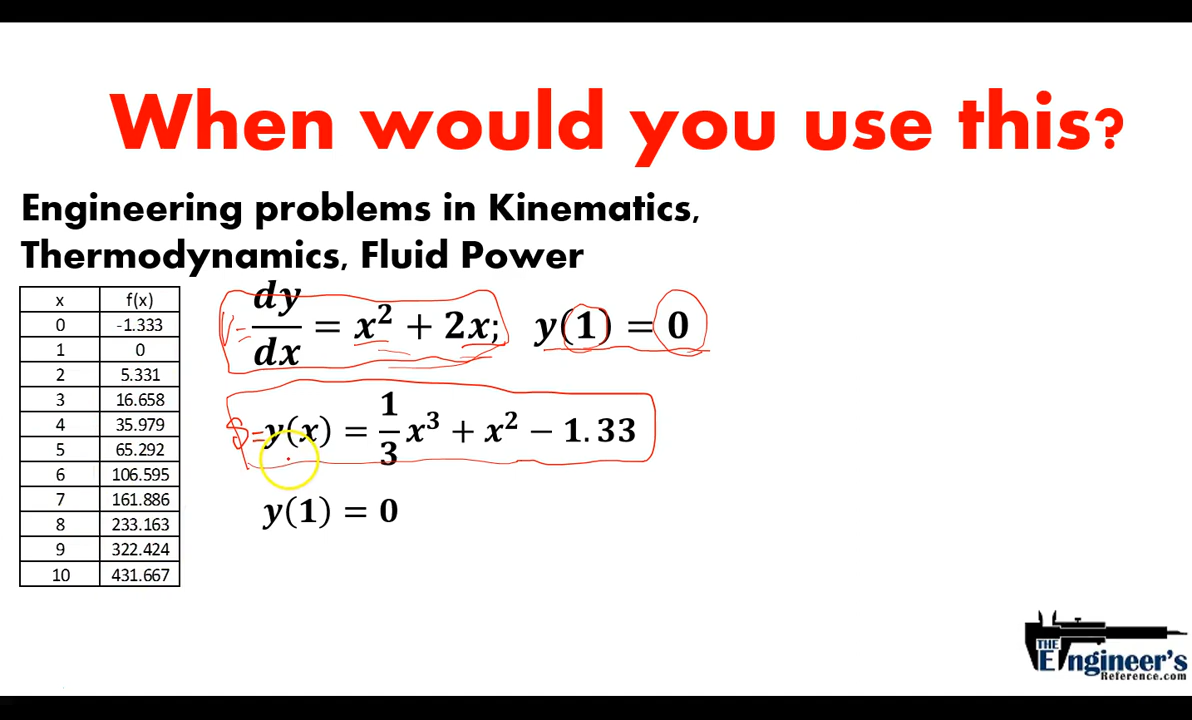 When would you use this?
Engineering problems in Kinematics,
Thermodynamics, Fluid Power
x f(x)
0 -1.333
1 0
2 5.331
3 16.658
4 35.979
5 65.292
6 106.595
7 161.886
8 233.163
9 322.424
10 431.667
V= dy/dx = x² + 2x; y(1) = 0
S= y(x) = 1/3 x³ + x² − 1.33
y(1) = 0
THE
Engineer's
Reference.com